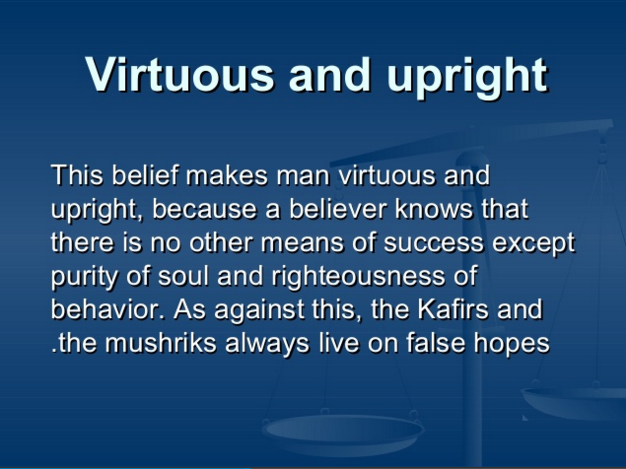 Virtuous and upright
This belief makes man virtuous and
upright, because a believer knows that
there is no other means of success except
purity of soul and righteousness of
behavior. As against this, the Kafirs and
.the mushriks always live on false hopes